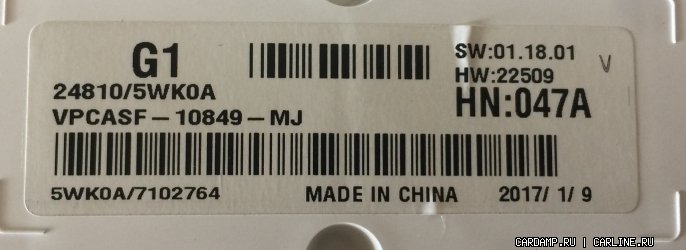 G1
SW:01.18.01
V
HW:22509
24810/5WK0A
HN:047A
VPCASF-10849-MJ
5WK0A/7102764
MADE IN CHINA
2017/ 1/ 9
CARDAMP.RU | CARLINE.RU